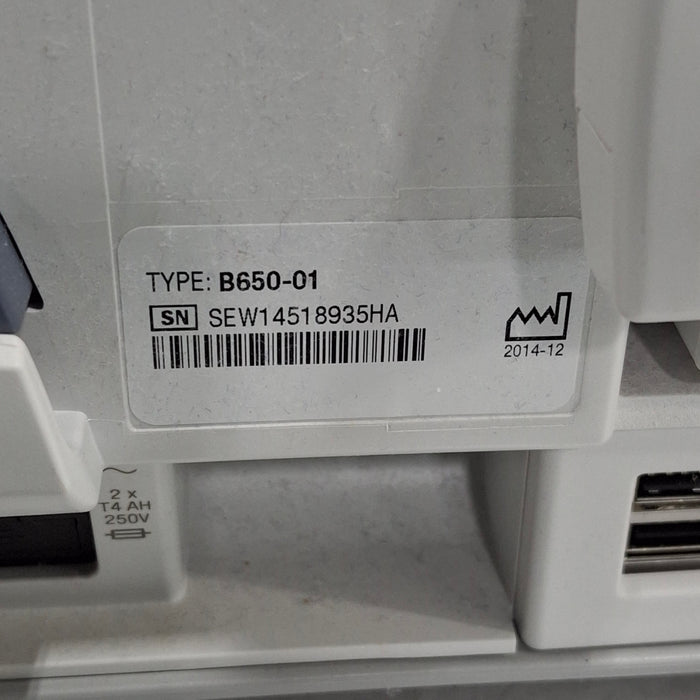 TYPE: B650-01
SN SEW14518935HA
2014-12
2 x
T4 AH
250V